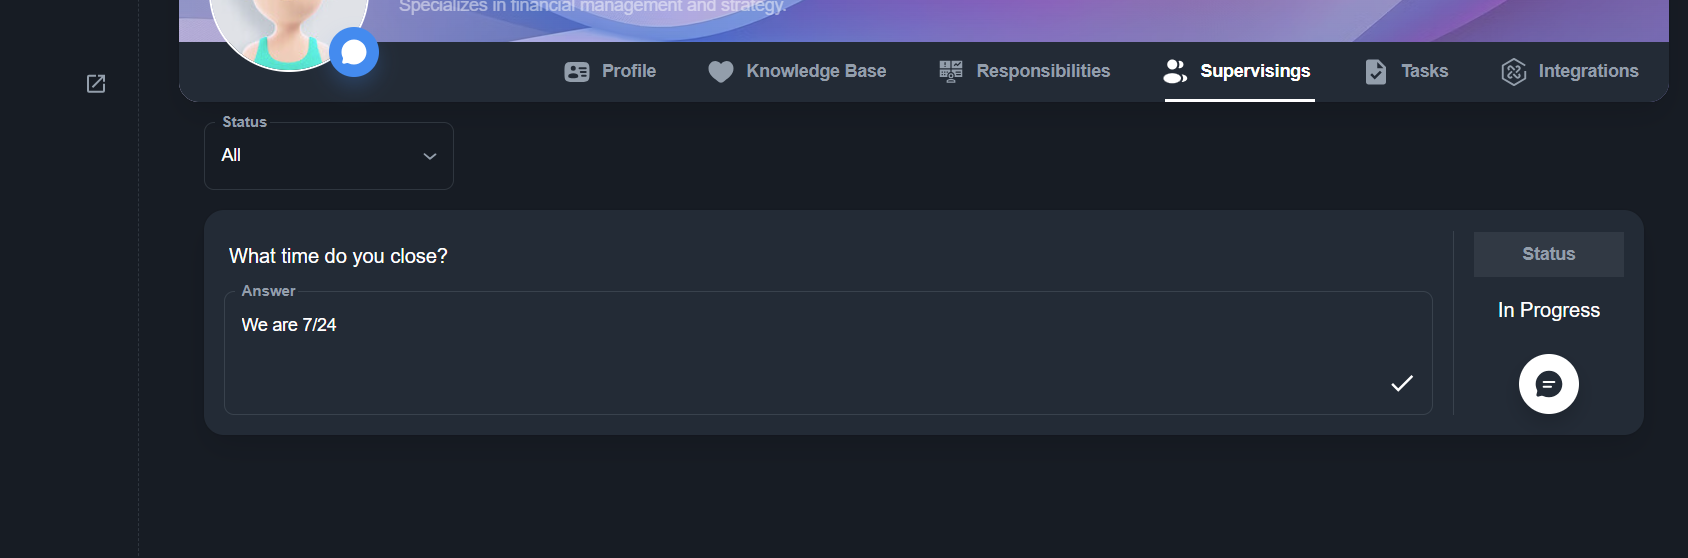 Specializes in financial management and strategy.
Profile
Knowledge Base
Responsibilities
Supervisings
Tasks
Integrations
Status
All
What time do you close?
Answer
We are 7/24
Status
In Progress